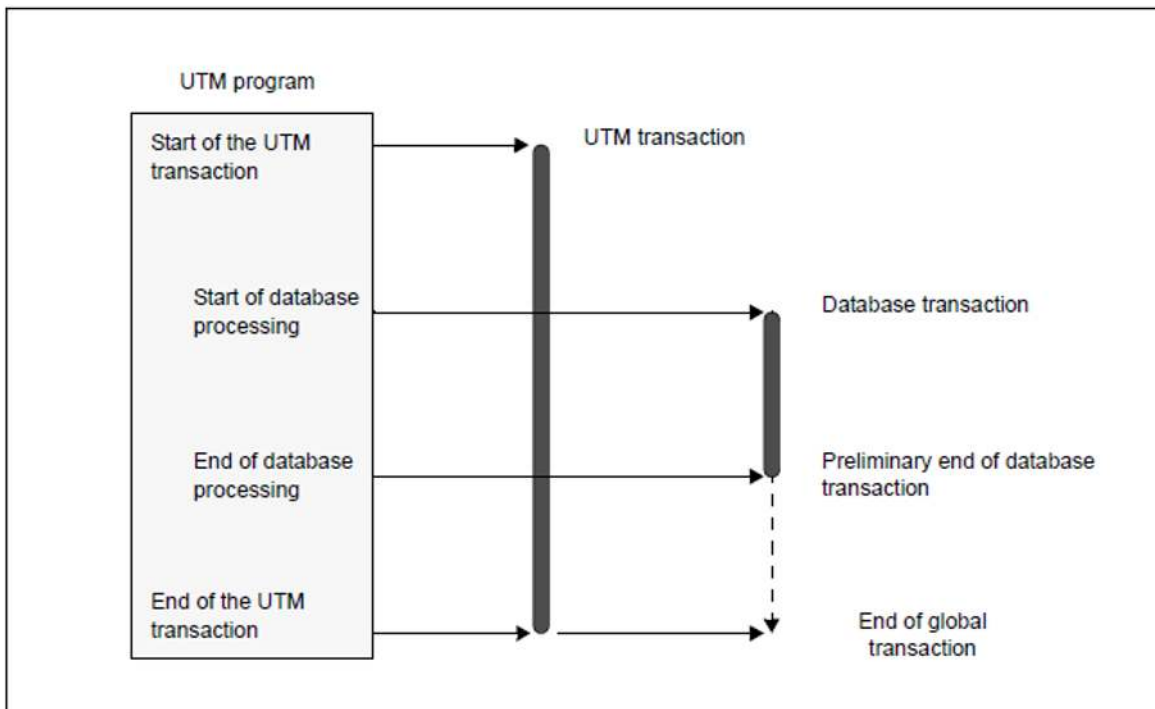 UTM program
Start of the UTM
transaction
UTM transaction
Start of database
processing
Database transaction
End of database
processing
Preliminary end of database
transaction
End of the UTM
transaction
End of global
transaction